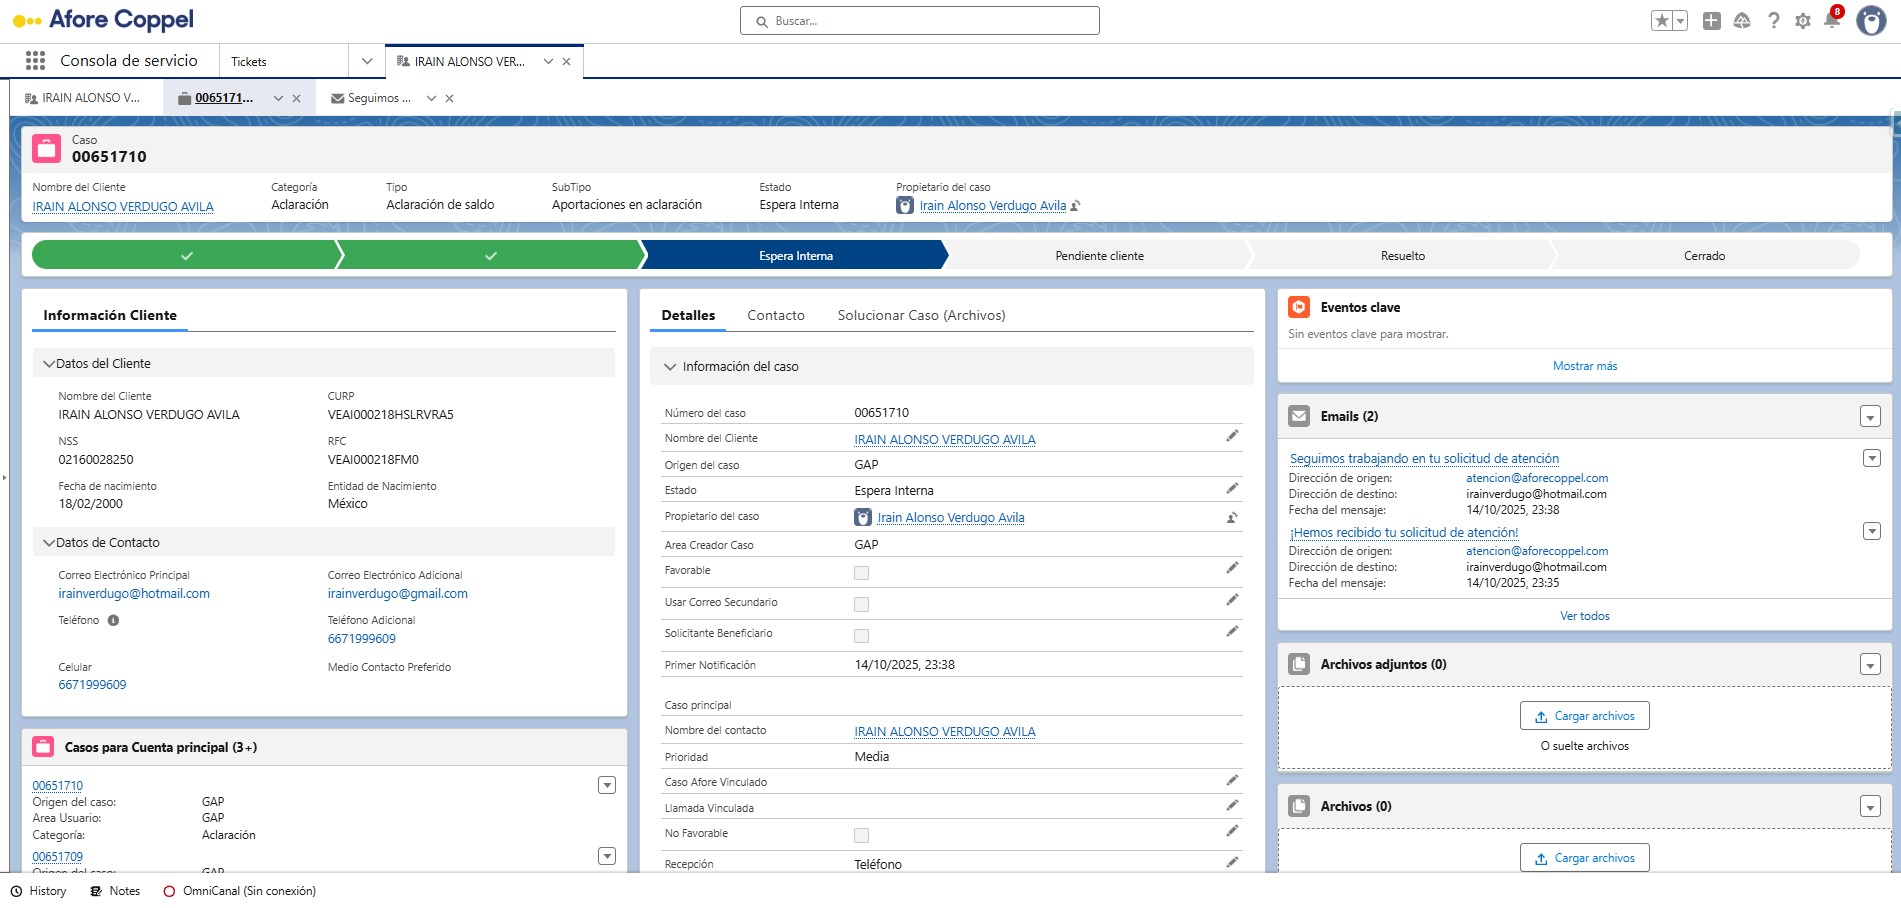 Afore Coppel
Buscar...
8
Consola de servicio
Tickets
IRAIN ALONSO VER...
IRAIN ALONSO V...
0065171...
Seguimos ...
Caso
00651710
Nombre del Cliente
IRAIN ALONSO VERDUGO AVILA
Categoría
Aclaración
Tipo
Aclaración de saldo
SubTipo
Aportaciones en aclaración
Estado
Espera Interna
Propietario del caso
Irain Alonso Verdugo Avila
Espera Interna
Pendiente cliente
Resuelto
Cerrado
Información Cliente
Datos del Cliente
Nombre del Cliente
IRAIN ALONSO VERDUGO AVILA
CURP
VEAI000218HSLRVRA5
NSS
02160028250
RFC
VEAI000218FM0
Fecha de nacimiento
18/02/2000
Entidad de Nacimiento
México
Datos de Contacto
Correo Electrónico Principal
irainverdugo@hotmail.com
Correo Electrónico Adicional
irainverdugo@gmail.com
Teléfono
Teléfono Adicional
6671999609
Celular
6671999609
Medio Contacto Preferido
Casos para Cuenta principal (3+)
00651710
Origen del caso: GAP
Area Usuario: GAP
Categoría: Aclaración
00651709
Origen del caso: GAP
Detalles
Contacto
Solucionar Caso (Archivos)
Información del caso
Número del caso 00651710
Nombre del Cliente IRAIN ALONSO VERDUGO AVILA
Origen del caso GAP
Estado Espera Interna
Propietario del caso Irain Alonso Verdugo Avila
Area Creador Caso GAP
Favorable
Usar Correo Secundario
Solicitante Beneficiario
Primer Notificación 14/10/2025, 23:38
Caso principal
Nombre del contacto IRAIN ALONSO VERDUGO AVILA
Prioridad Media
Caso Afore Vinculado
Llamada Vinculada
No Favorable
Recepción Teléfono
Eventos clave
Sin eventos clave para mostrar.
Mostrar más
Emails (2)
Seguimos trabajando en tu solicitud de atención
Dirección de origen: atencion@aforecoppel.com
Dirección de destino: irainverdugo@hotmail.com
Fecha del mensaje: 14/10/2025, 23:38
¡Hemos recibido tu solicitud de atención!
Dirección de origen: atencion@aforecoppel.com
Dirección de destino: irainverdugo@hotmail.com
Fecha del mensaje: 14/10/2025, 23:35
Ver todos
Archivos adjuntos (0)
Cargar archivos
O suelte archivos
Archivos (0)
Cargar archivos
History
Notes
OmniCanal (Sin conexión)